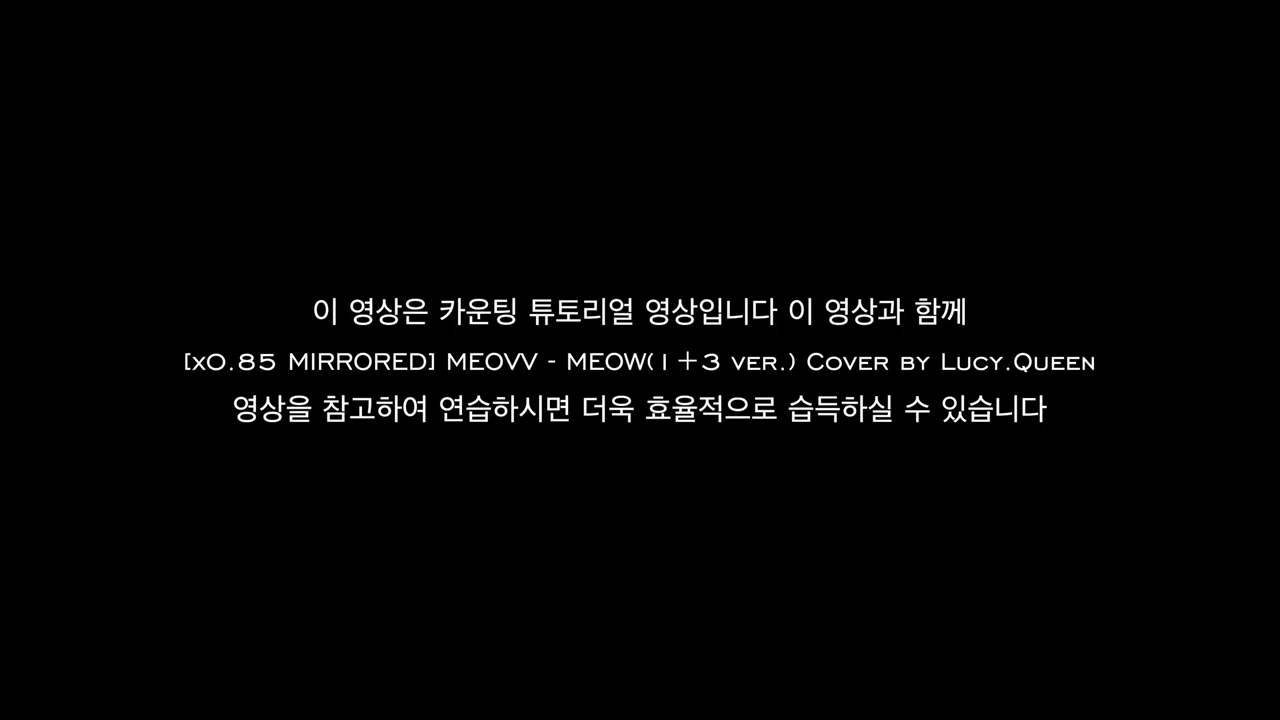 이 영상은 카운팅 튜토리얼 영상입니다 이 영상과 함께
[x0.85 MIRRORED] MEOVV - MEOW(1+3 VER.) COVER BY LUCY.QUEEN
영상을 참고하여 연습하시면 더욱 효율적으로 습득하실 수 있습니다